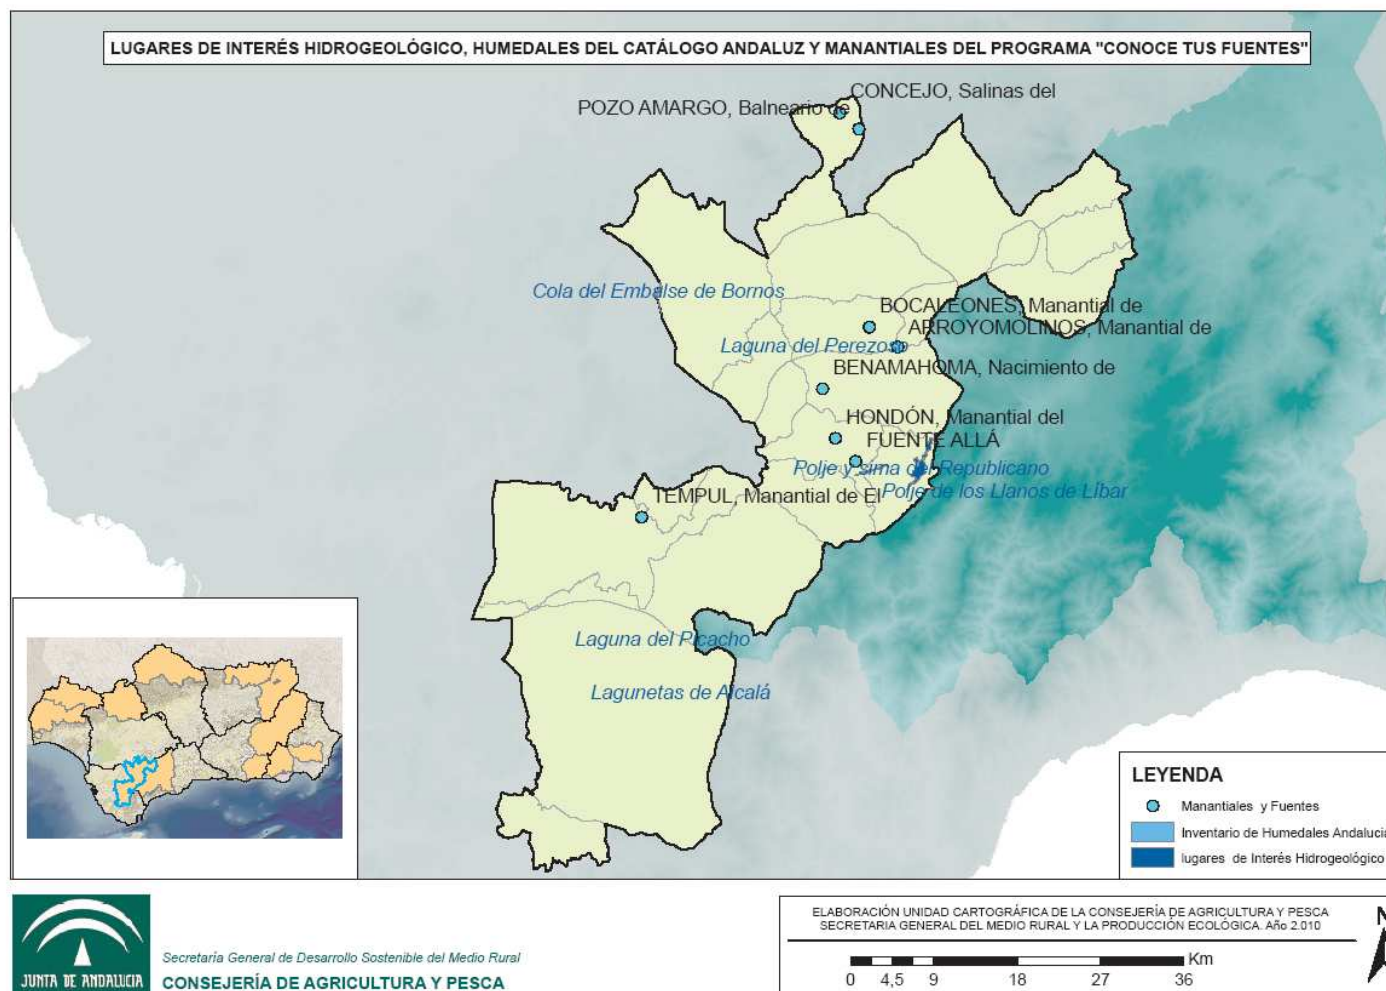 LUGARES DE INTERÉS HIDROGEOLÓGICO, HUMEDALES DEL CATÁLOGO ANDALUZ Y MANANTIALES DEL PROGRAMA "CONOCE TUS FUENTES"
CONCEJO, Salinas del
POZO AMARGO, Balneario de
Cola del Embalse de Bornos
BOCALEONES, Manantial de
ARROYOMOLINOS, Manantial de
Laguna del Perezoso
BENAMAHOMA, Nacimiento de
HONDÓN, Manantial del
FUENTE ALLÁ
Polje y sima del Republicano
Polje de los Llanos de Líbar
TEMPUL, Manantial de El
Laguna del Picacho
Lagunetas de Alcalá
LEYENDA
Manantiales y Fuentes
Inventario de Humedales Andalucia
lugares de Interés Hidrogeológico
JUNTA DE ANDALUCIA
Secretaría General de Desarrollo Sostenible del Medio Rural
CONSEJERÍA DE AGRICULTURA Y PESCA
ELABORACIÓN UNIDAD CARTOGRÁFICA DE LA CONSEJERÍA DE AGRICULTURA Y PESCA
SECRETARIA GENERAL DEL MEDIO RURAL Y LA PRODUCCIÓN ECOLÓGICA. Año 2.010
N
Km
0 4,5 9 18 27 36